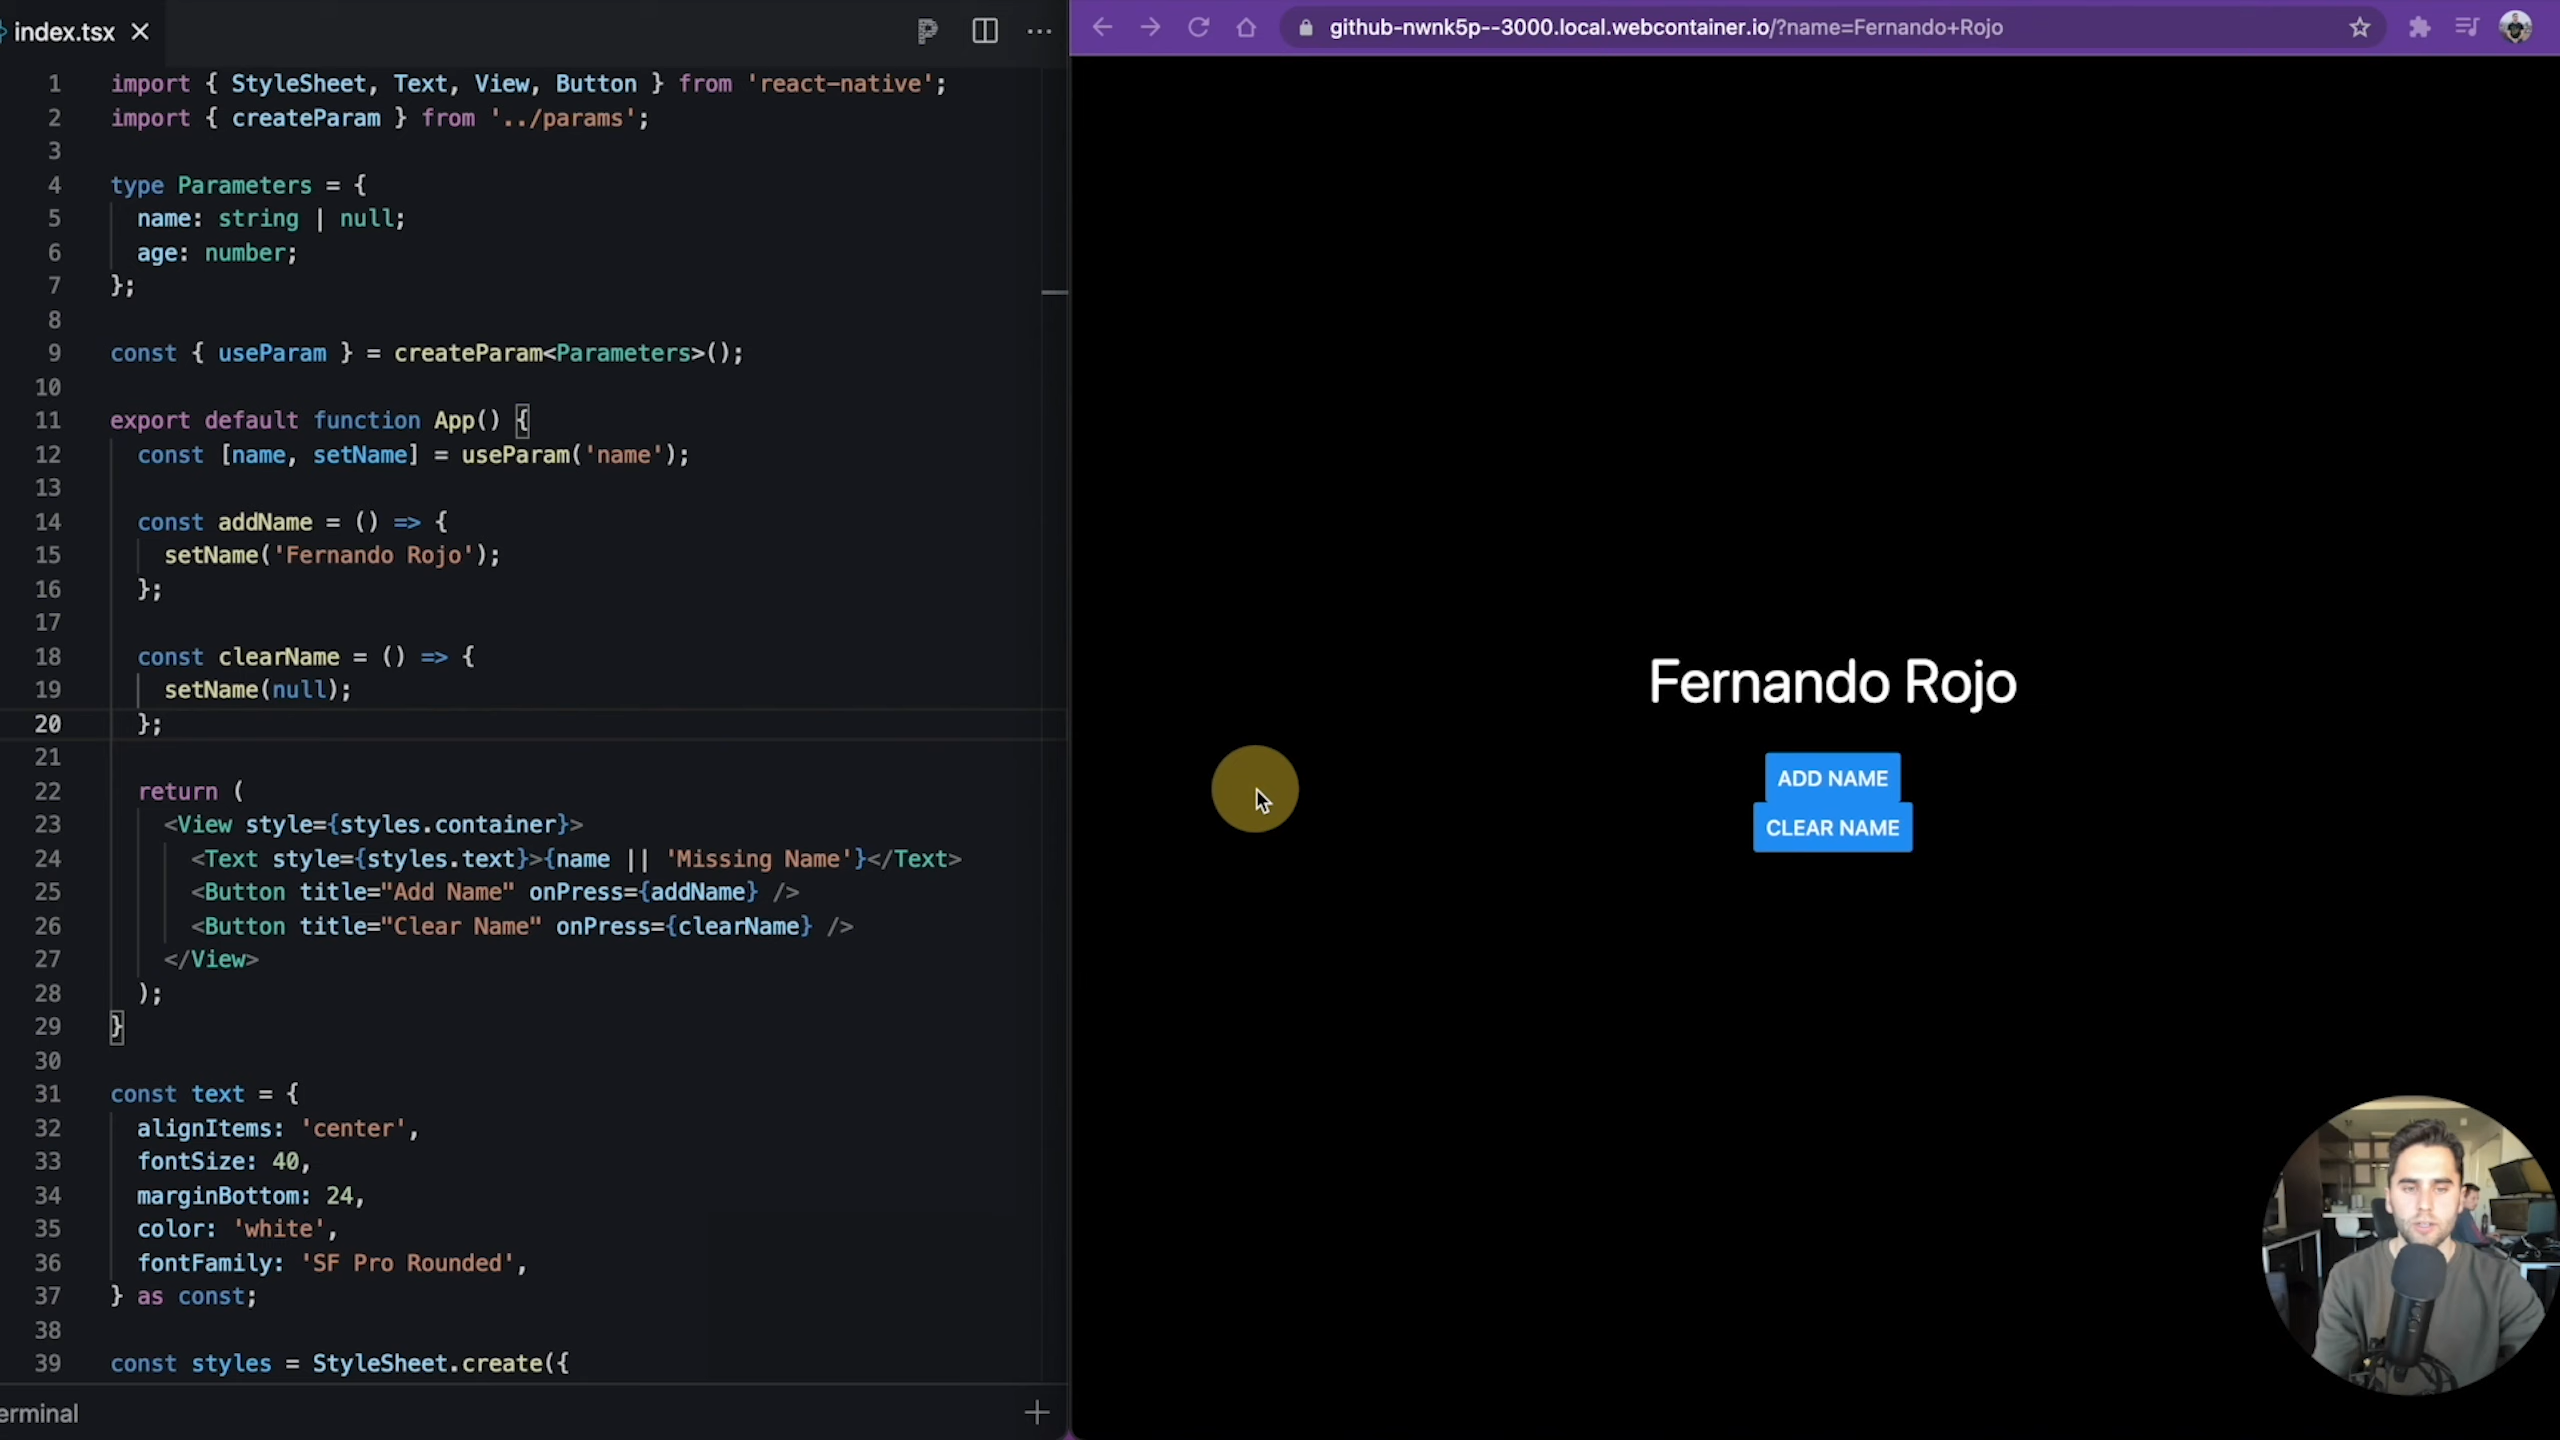 index.tsx
1 import { StyleSheet, Text, View, Button } from 'react-native';
2 import { createParam } from '../params';
3
4 type Parameters = {
5   name: string | null;
6   age: number;
7 };
8
9 const { useParam } = createParam<Parameters>();
10
11 export default function App() {
12   const [name, setName] = useParam('name');
13
14   const addName = () => {
15     setName('Fernando Rojo');
16   };
17
18   const clearName = () => {
19     setName(null);
20   };
21
22   return (
23     <View style={styles.container}>
24       <Text style={styles.text}>{name || 'Missing Name'}</Text>
25       <Button title="Add Name" onPress={addName} />
26       <Button title="Clear Name" onPress={clearName} />
27     </View>
28   );
29 }
30
31 const text = {
32   alignItems: 'center',
33   fontSize: 40,
34   marginBottom: 24,
35   color: 'white',
36   fontFamily: 'SF Pro Rounded',
37 } as const;
38
39 const styles = StyleSheet.create({
erminal
github-nwnk5p--3000.local.webcontainer.io/?name=Fernando+Rojo
Fernando Rojo
ADD NAME
CLEAR NAME